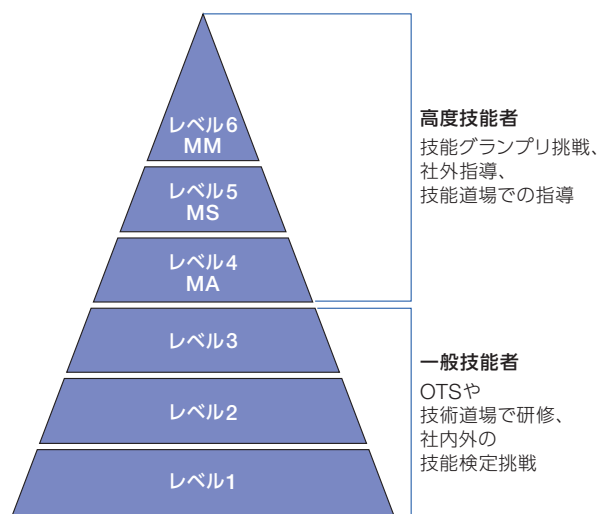 レベル6
MM
レベル5
MS
レベル4
MA
レベル3
レベル2
レベル1
高度技能者
技能グランプリ挑戦、
社外指導、
技能道場での指導
一般技能者
OTSや
技術道場で研修、
社内外の
技能検定挑戦